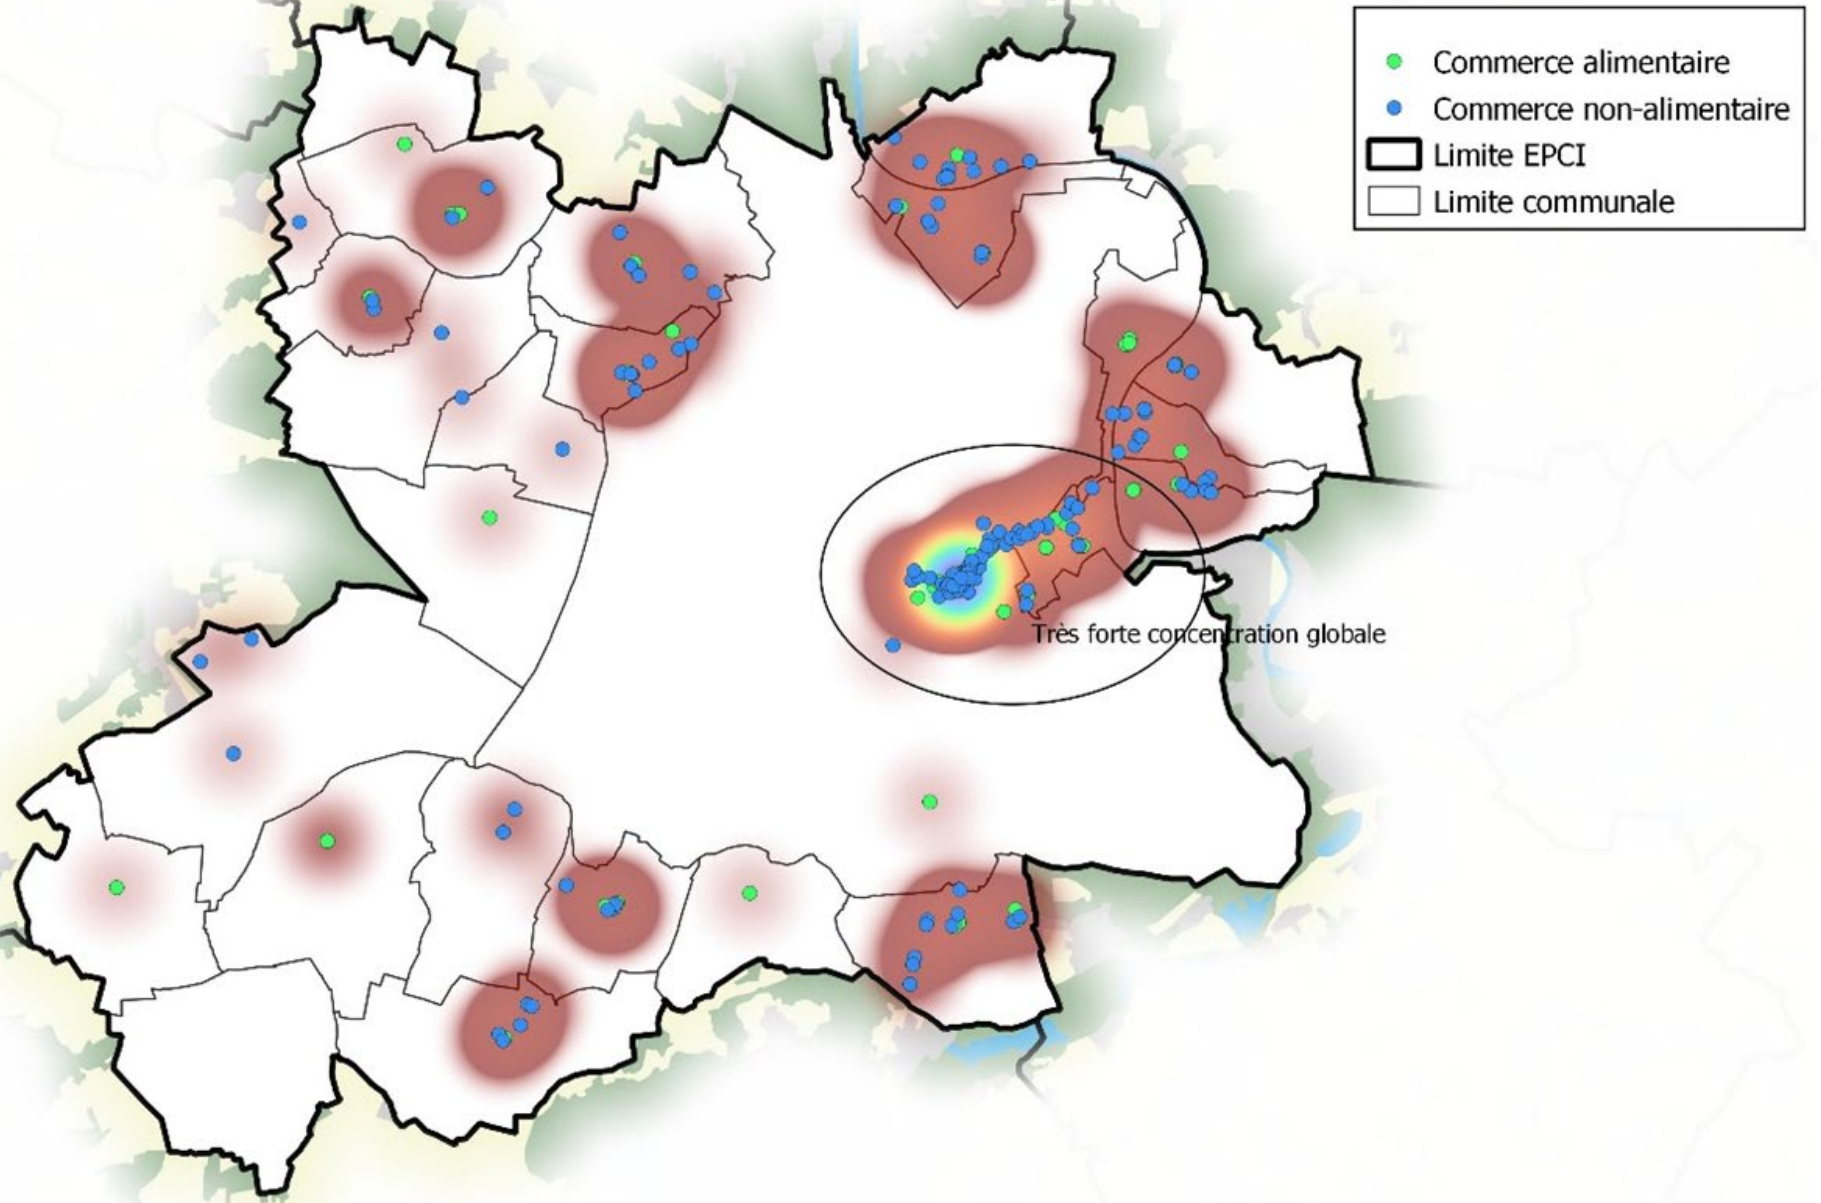 Commerce alimentaire
Commerce non-alimentaire
Limite EPCI
Limite communale
Très forte concentration globale